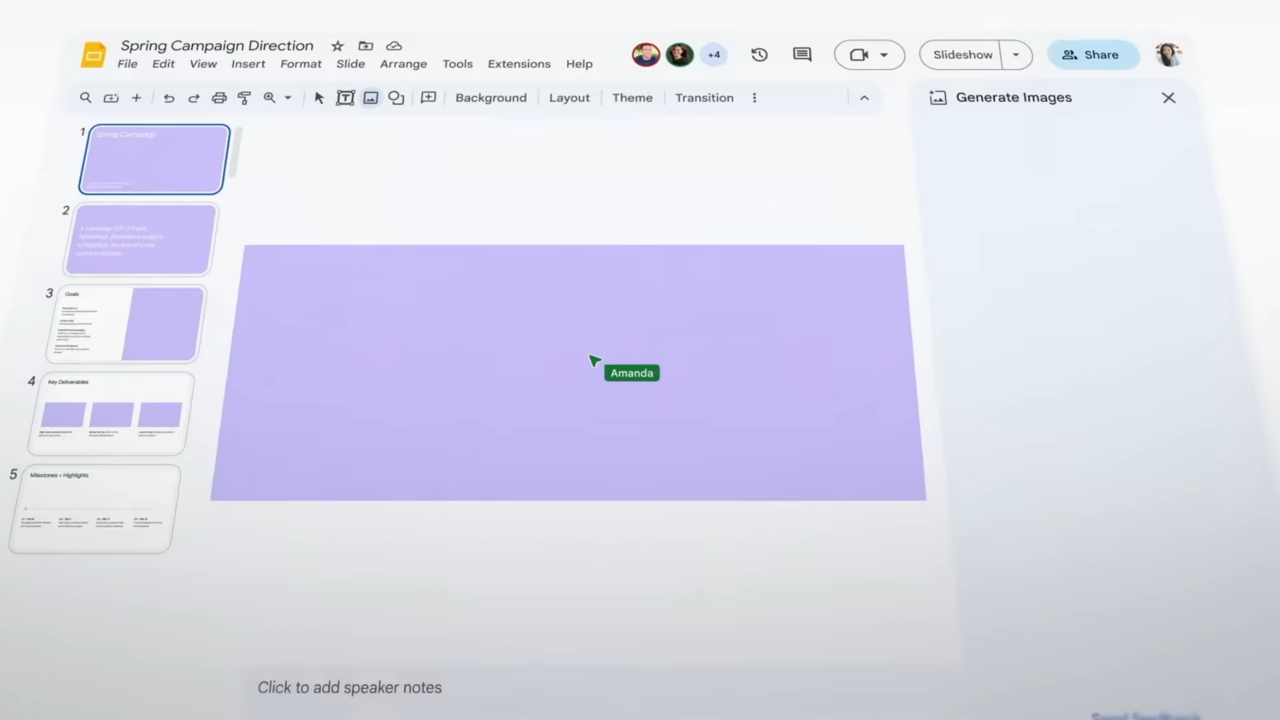 Spring Campaign Direction
File Edit View Insert Format Slide Arrange Tools Extensions Help
+4
Slideshow
Share
Background Layout Theme Transition
Generate Images
1
Spring Campaign
2
3
Goals
4
Key Deliverables
5
Milestones + Highlights
Amanda
Click to add speaker notes